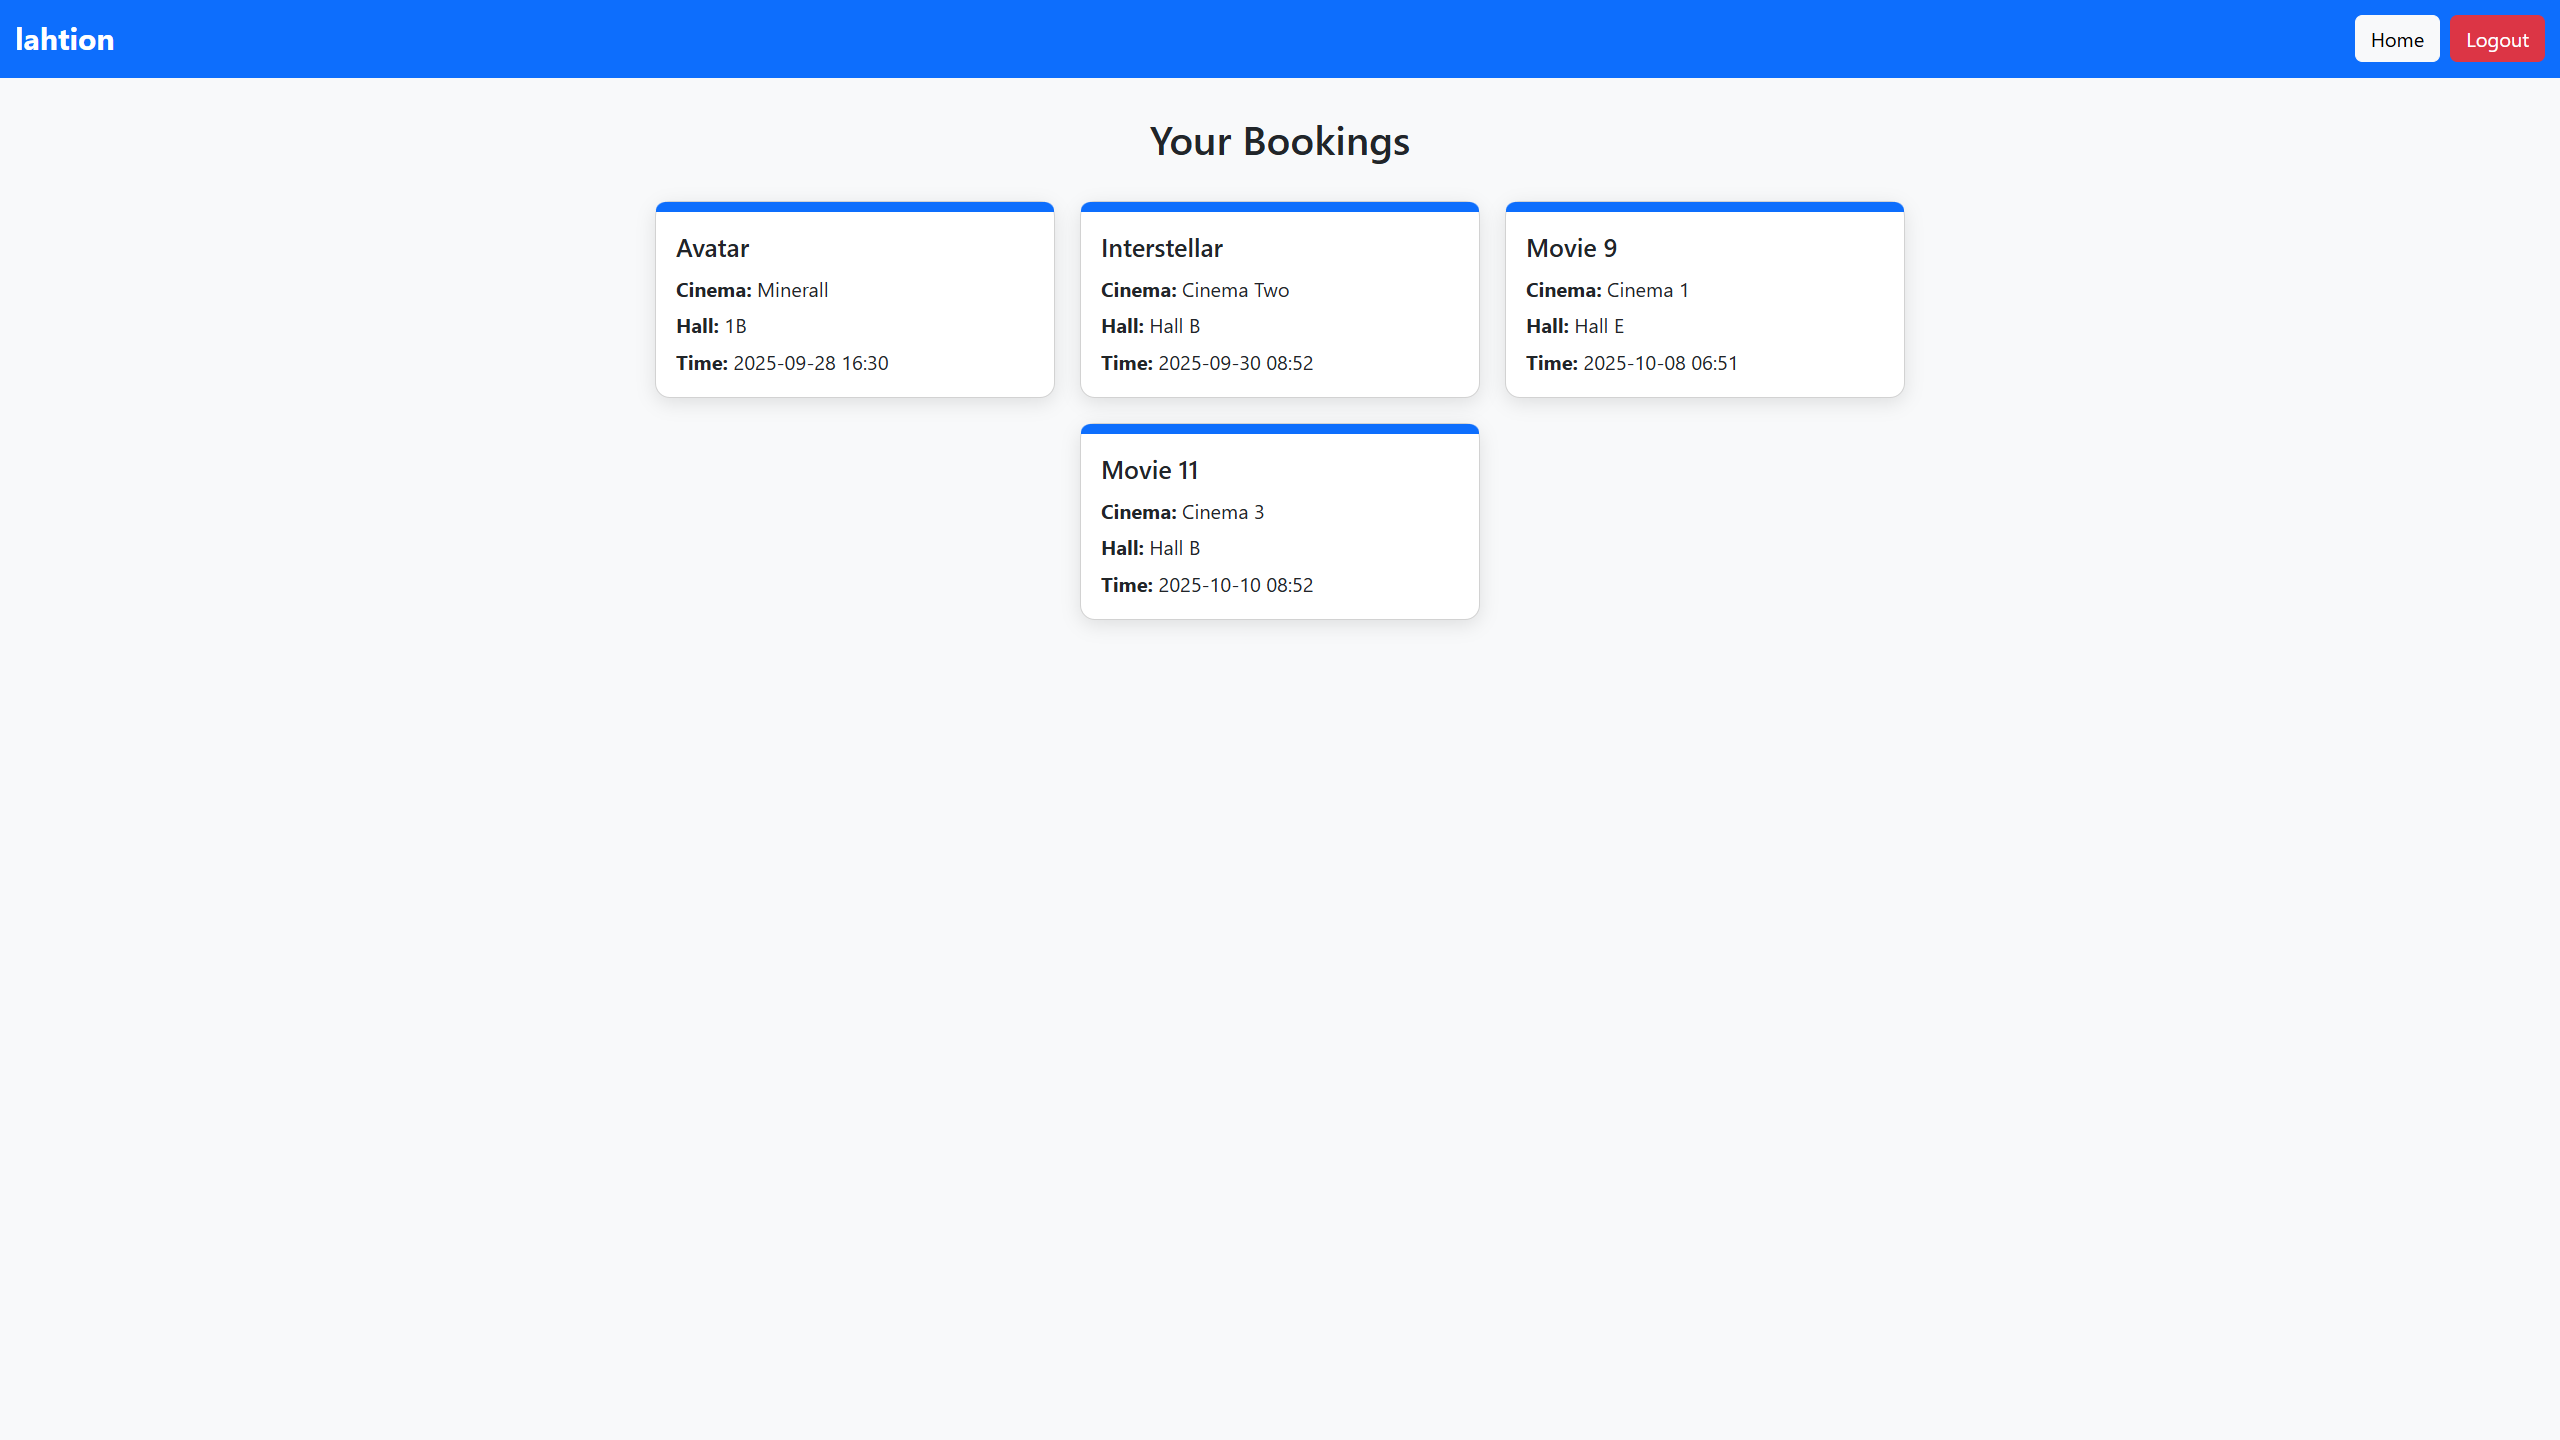 lahtion
Home
Logout
Your Bookings
Avatar
Cinema: Minerall
Hall: 1B
Time: 2025-09-28 16:30
Interstellar
Cinema: Cinema Two
Hall: Hall B
Time: 2025-09-30 08:52
Movie 9
Cinema: Cinema 1
Hall: Hall E
Time: 2025-10-08 06:51
Movie 11
Cinema: Cinema 3
Hall: Hall B
Time: 2025-10-10 08:52